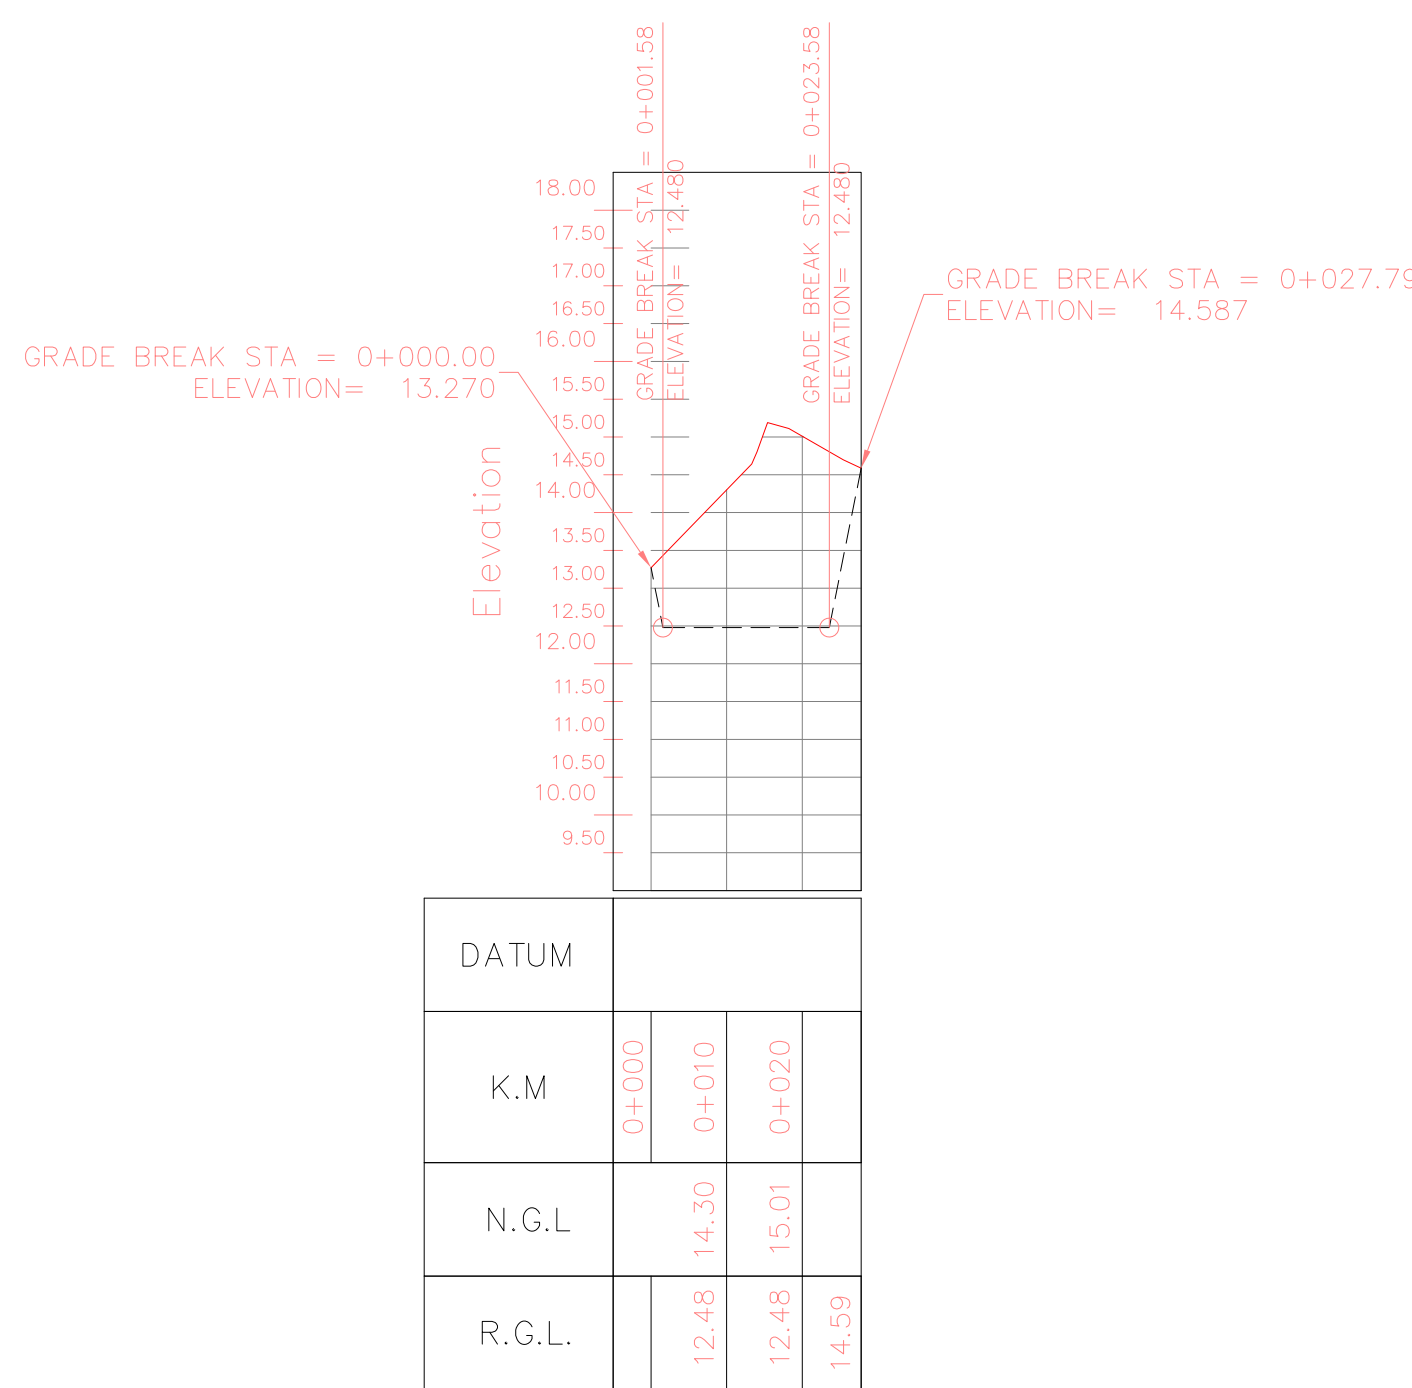 GRADE BREAK STA = 0+001.58
ELEVATION= 12.480
GRADE BREAK STA = 0+023.58
ELEVATION= 12.480
GRADE BREAK STA = 0+000.00
ELEVATION= 13.270
GRADE BREAK STA = 0+027.79
ELEVATION= 14.587
Elevation
18.00
17.50
17.00
16.50
16.00
15.50
15.00
14.50
14.00
13.50
13.00
12.50
12.00
11.50
11.00
10.50
10.00
9.50
DATUM
K.M
0+000
0+010
0+020
N.G.L
14.30
15.01
R.G.L.
12.48
12.48
14.59